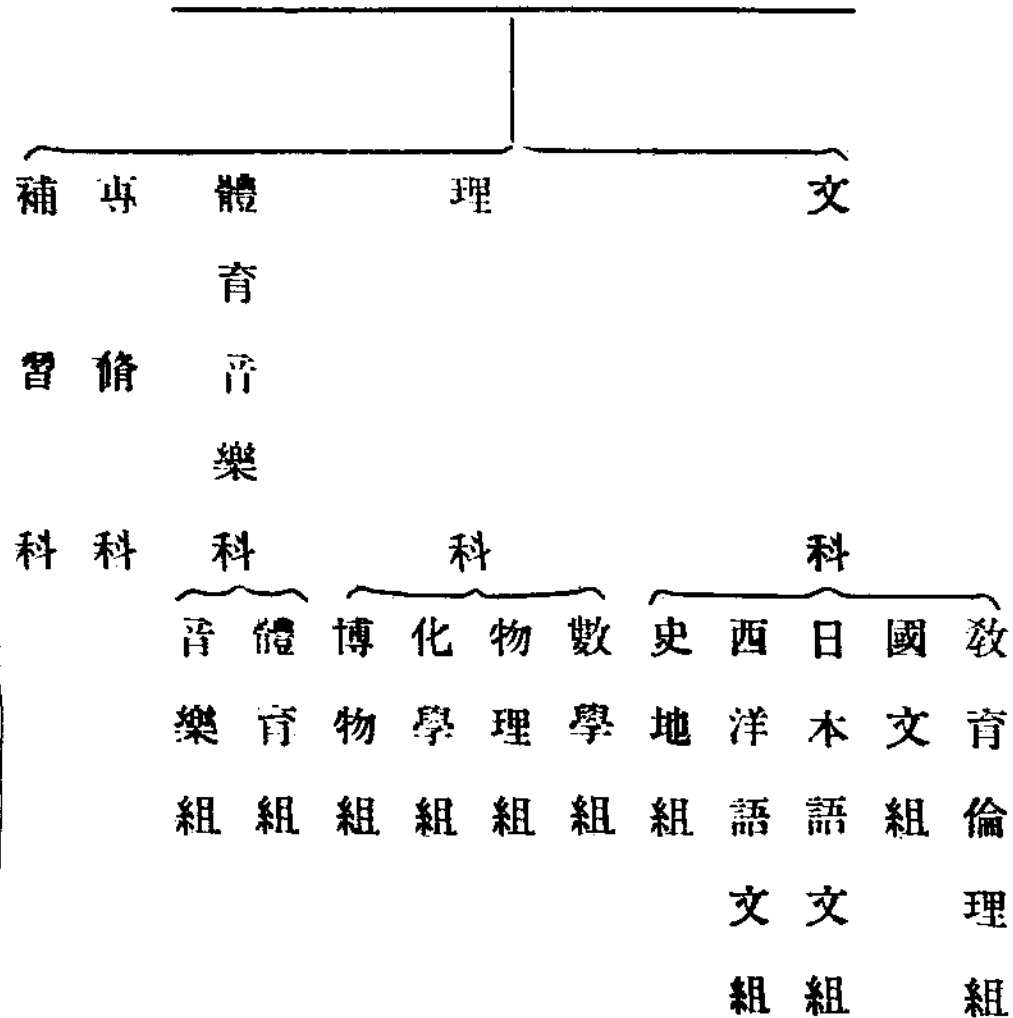 文科
教育倫理組
國文組
日本語文組
西洋語文組
史地組
理科
數學組
物理組
化學組
博物組
體育音樂科
體育組
音樂組
專修科
補習科